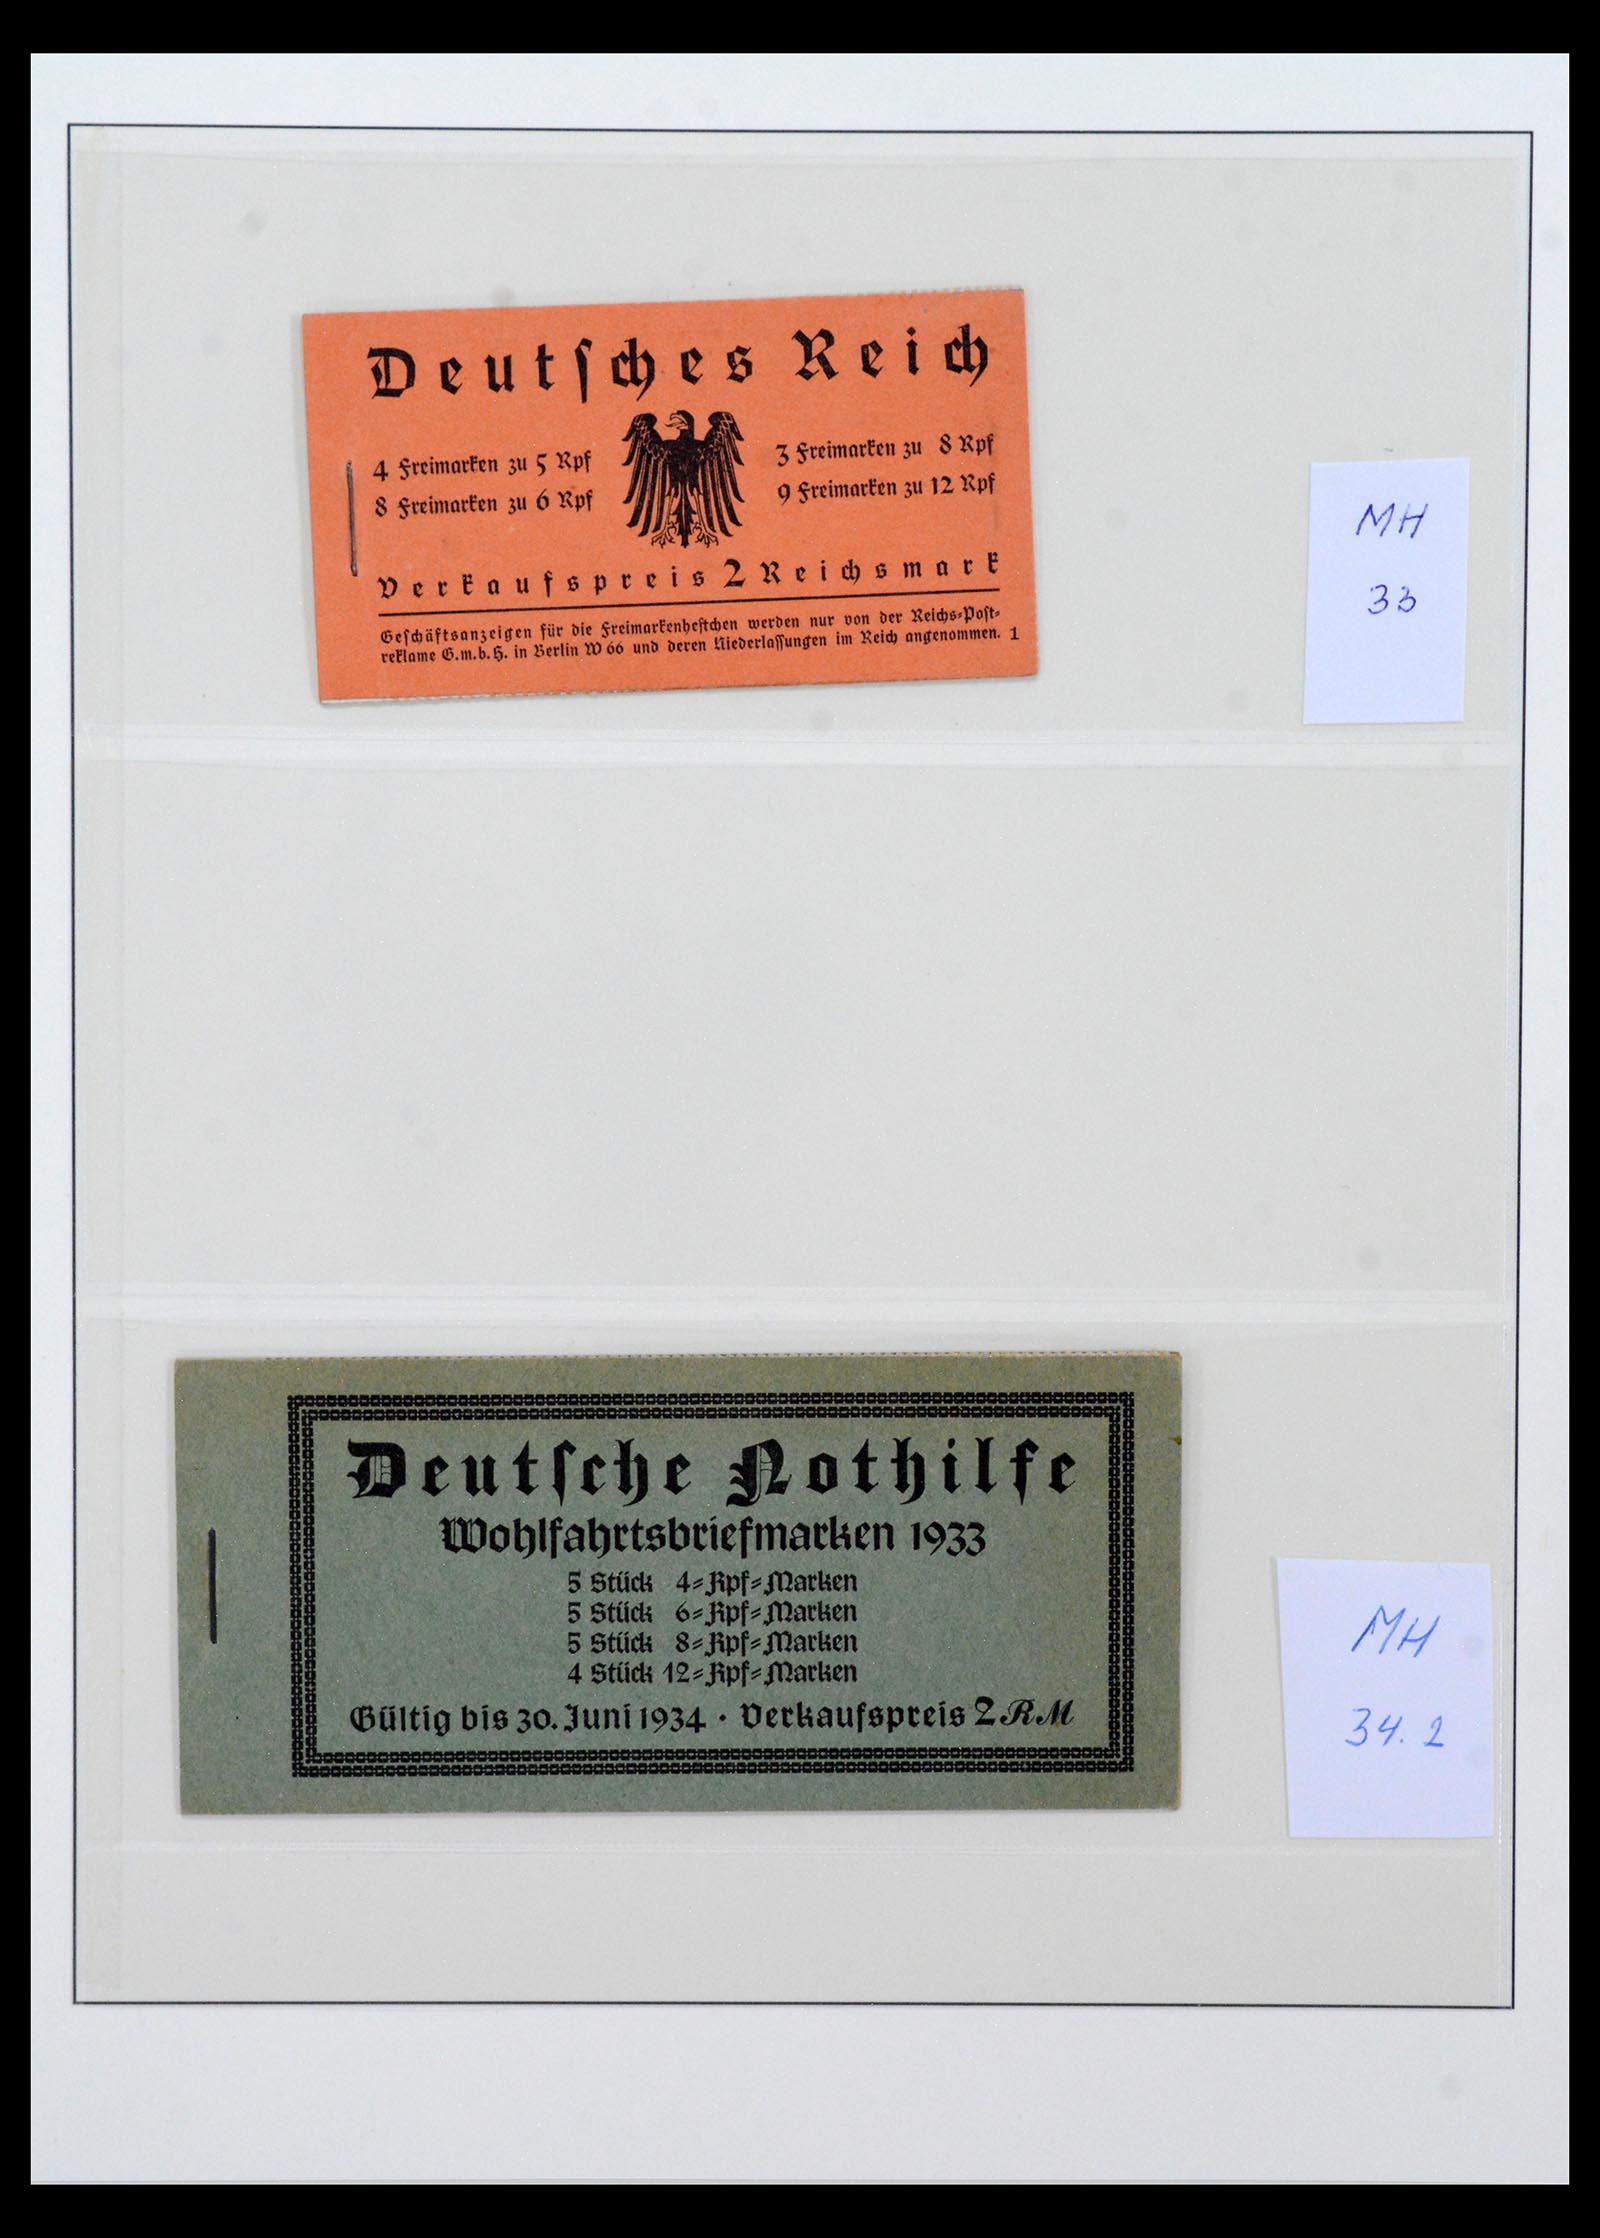 Deutsches Reich
4 Freimarken zu 5 Rpf
8 Freimarken zu 6 Rpf
3 Freimarken zu 8 Rpf
9 Freimarken zu 12 Rpf
Verkaufspreis 2 Reichsmark
Geschäftsanzeigen für die Freimarkenheftchen werden nur von der Reichs-Post-
reklame G.m.b.H. in Berlin W 66 und deren Niederlassungen im Reich angenommen. 1
MH
33
Deutsche Nothilfe
Wohlfahrtsbriefmarken 1933
5 Stück 4-Rpf-Marken
5 Stück 6-Rpf-Marken
5 Stück 8-Rpf-Marken
4 Stück 12-Rpf-Marken
Gültig bis 30. Juni 1934 · Verkaufspreis 2 RM
MH
34.2